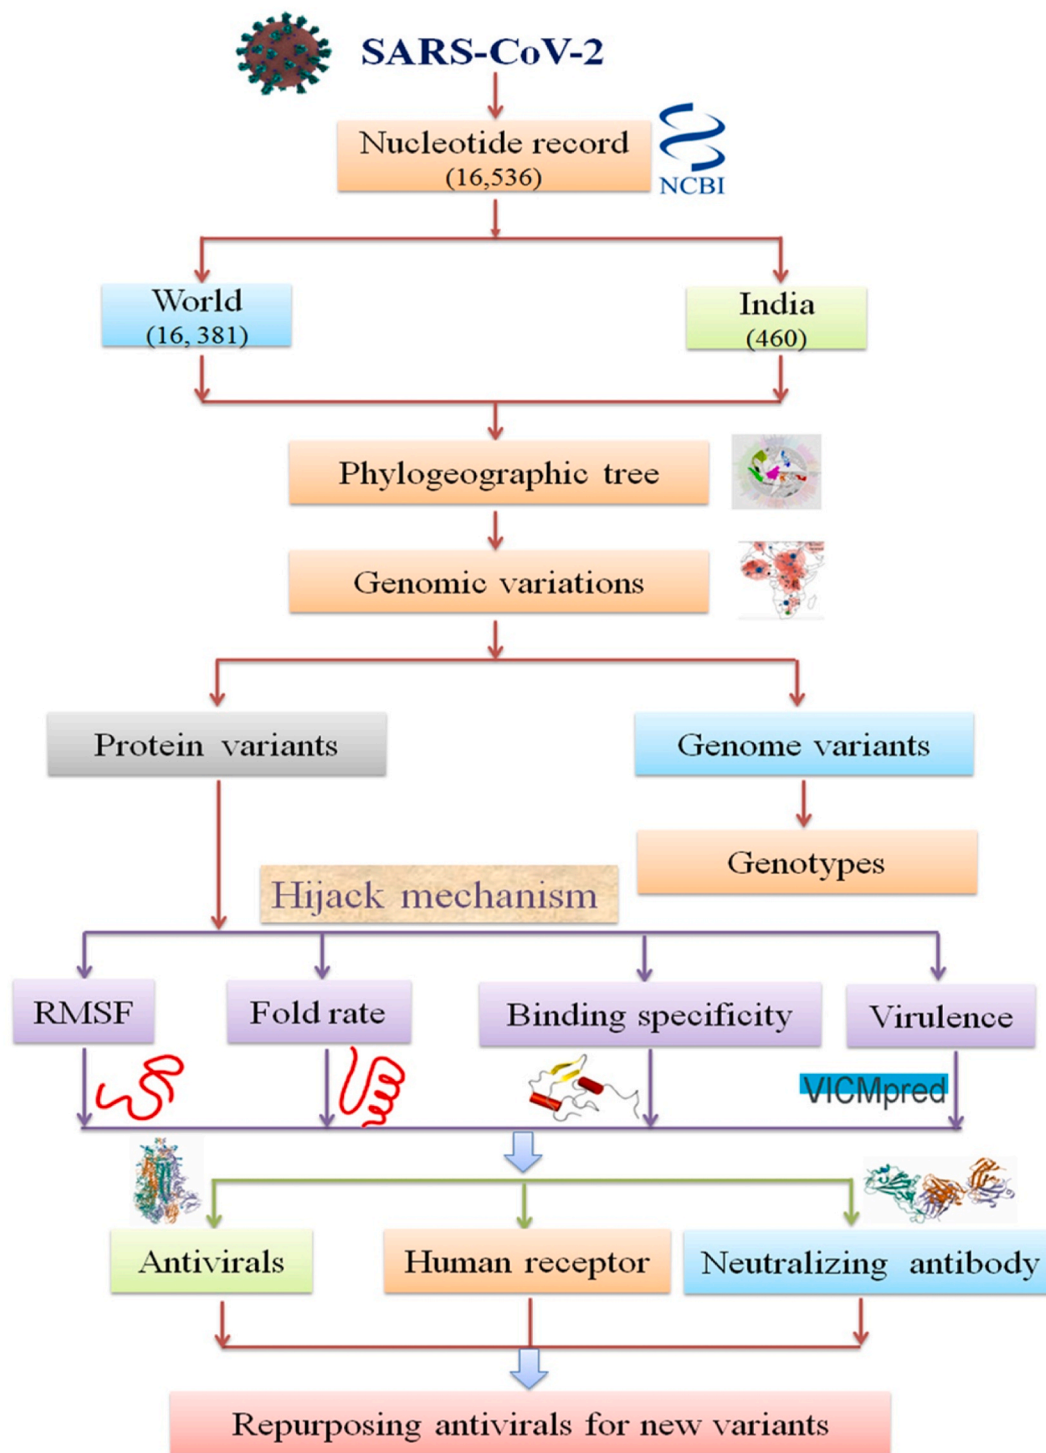 SARS-CoV-2
Nucleotide record
(16,536)
NCBI
World
(16, 381)
India
(460)
Phylogeographic tree
Genomic variations
Protein variants
Genome variants
Genotypes
Hijack mechanism
RMSF
Fold rate
Binding specificity
Virulence
VICMpred
Antivirals
Human receptor
Neutralizing antibody
Repurposing antivirals for new variants